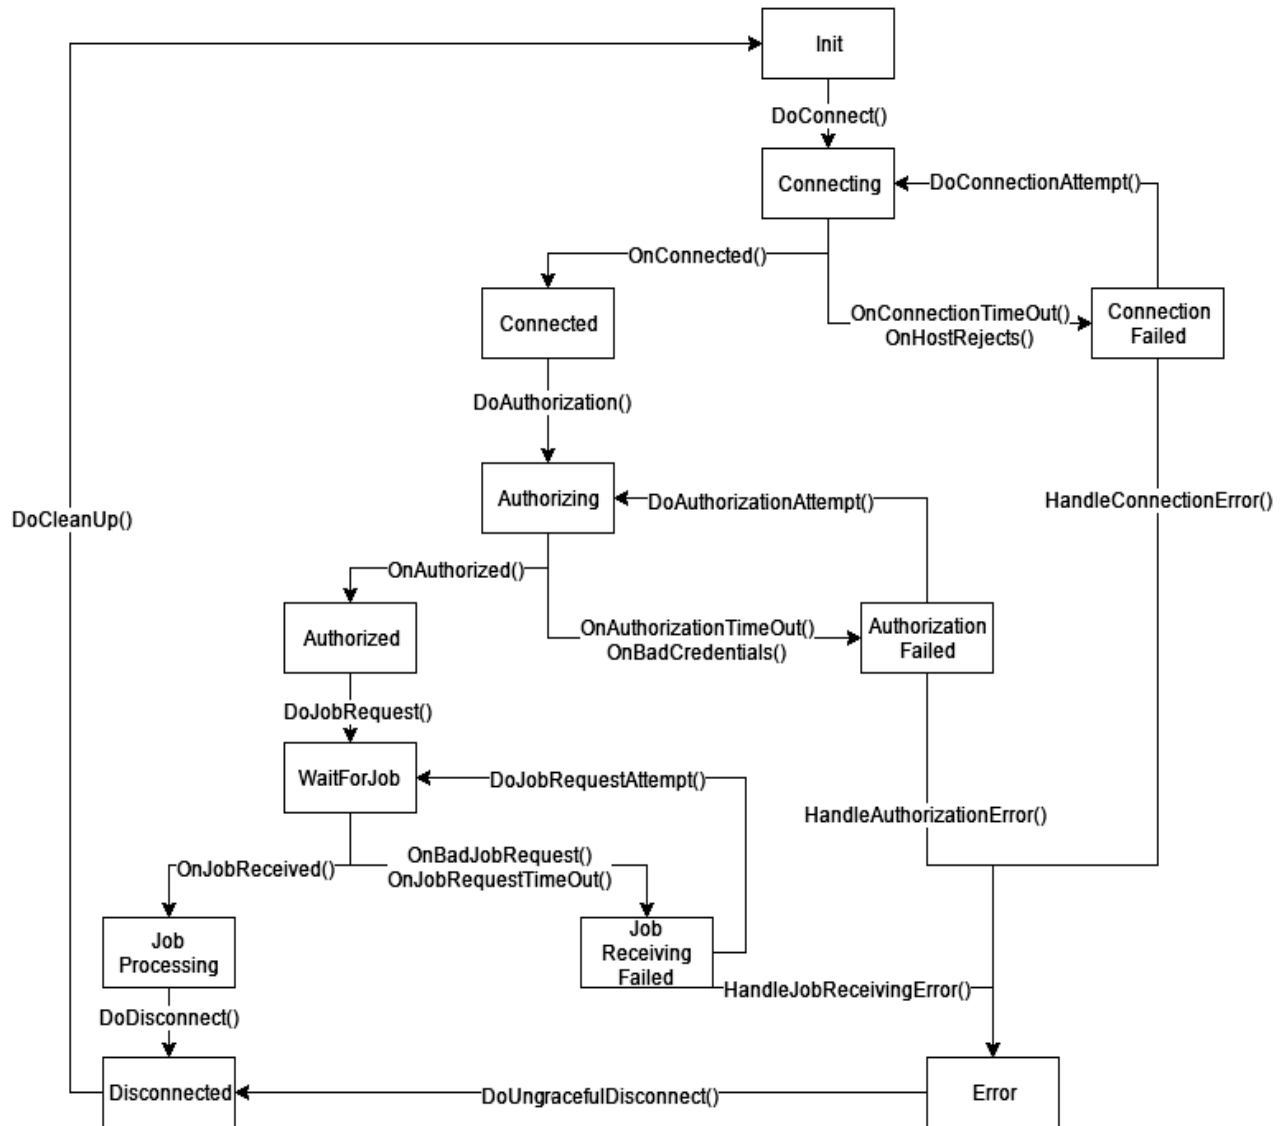 Init
DoConnect()
Connecting
DoConnectionAttempt()
OnConnected()
Connected
OnConnectionTimeOut()
OnHostRejects()
Connection
Failed
DoAuthorization()
Authorizing
DoAuthorizationAttempt()
HandleConnectionError()
DoCleanUp()
OnAuthorized()
Authorized
OnAuthorizationTimeOut()
OnBadCredentials()
Authorization
Failed
DoJobRequest()
WaitForJob
DoJobRequestAttempt()
HandleAuthorizationError()
OnJobReceived()
OnBadJobRequest()
OnJobRequestTimeOut()
Job
Processing
Job
Receiving
Failed
HandleJobReceivingError()
DoDisconnect()
Disconnected
DoUngracefulDisconnect()
Error